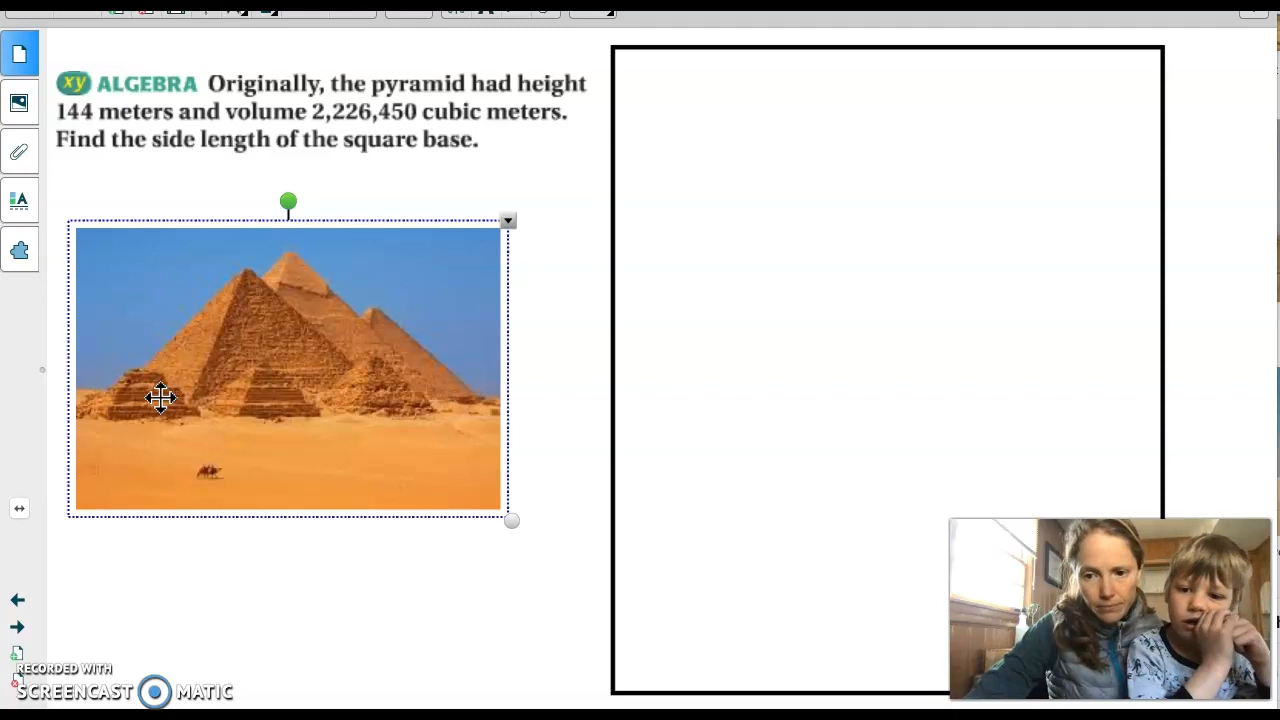 xy ALGEBRA Originally, the pyramid had height
144 meters and volume 2,226,450 cubic meters.
Find the side length of the square base.
A
RECORDED WITH
SCREENCAST MATIC